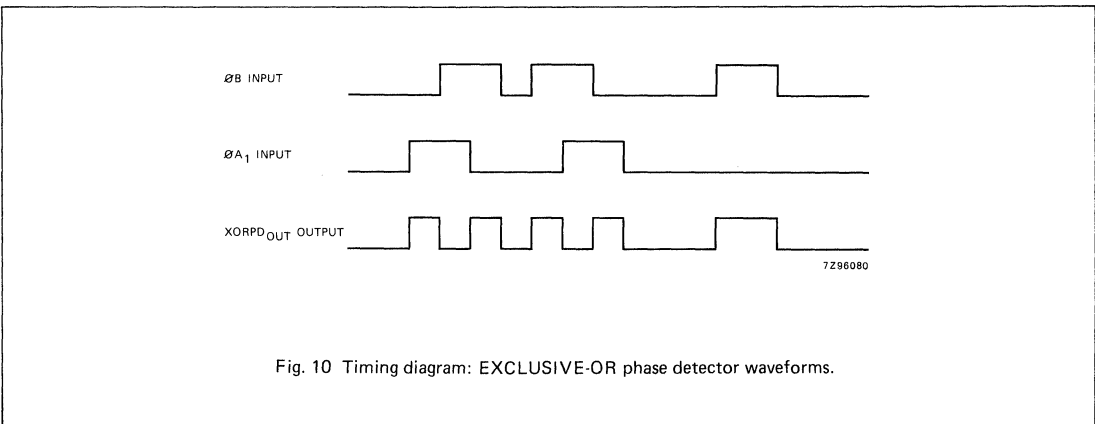 ØB INPUT
ØA1 INPUT
XORPDOUT OUTPUT
7Z96080
Fig. 10 Timing diagram: EXCLUSIVE-OR phase detector waveforms.